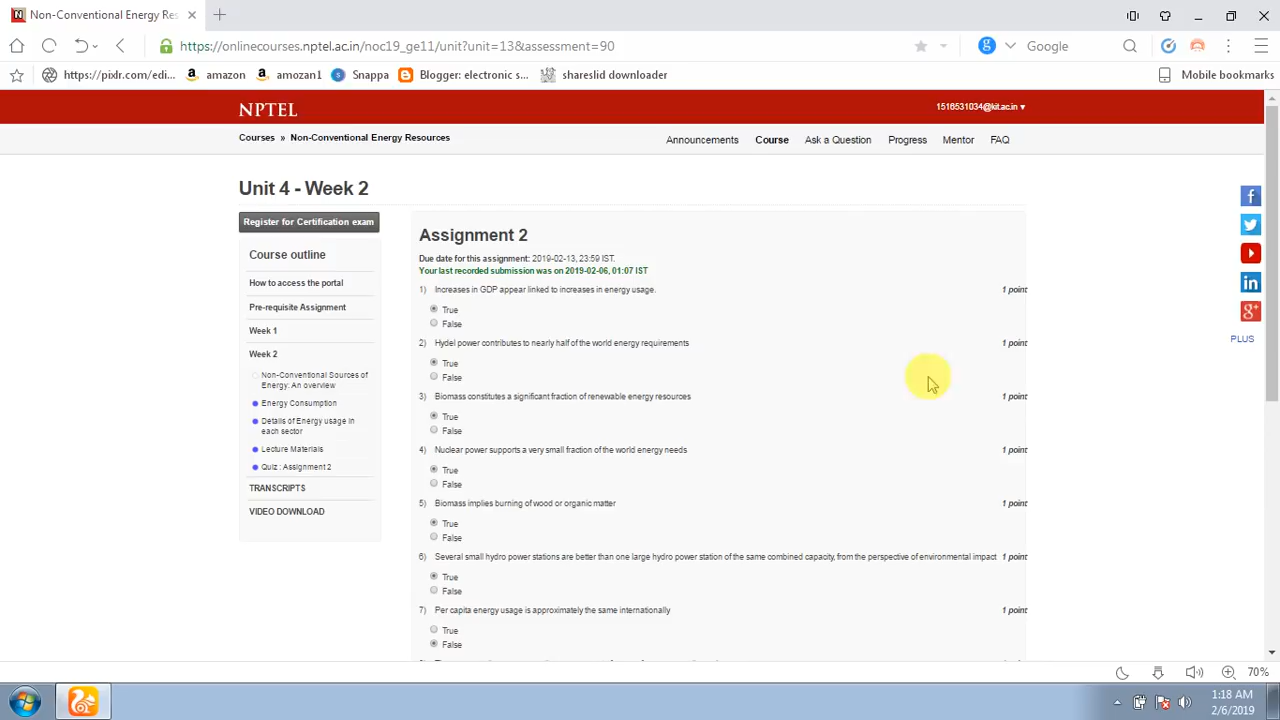 Non-Conventional Energy Res
https://onlinecourses.nptel.ac.in/noc19_ge11/unit?unit=13&assessment=90
Google
https://pixlr.com/edi...
amazon
amozan1
Snappa
Blogger: electronic s...
shareslid downloader
Mobile bookmarks
NPTEL
1516531034@kit.ac.in ▾
Courses » Non-Conventional Energy Resources
Announcements
Course
Ask a Question
Progress
Mentor
FAQ
Unit 4 - Week 2
Register for Certification exam
Course outline
How to access the portal
Pre-requisite Assignment
Week 1
Week 2
Non-Conventional Sources of
Energy: An overview
Energy Consumption
Details of Energy usage in
each sector
Lecture Materials
Quiz : Assignment 2
TRANSCRIPTS
VIDEO DOWNLOAD
Assignment 2
Due date for this assignment: 2019-02-13, 23:59 IST.
Your last recorded submission was on 2019-02-06, 01:07 IST
1) Increases in GDP appear linked to increases in energy usage. 1 point
True
False
2) Hydel power contributes to nearly half of the world energy requirements 1 point
True
False
3) Biomass constitutes a significant fraction of renewable energy resources 1 point
True
False
4) Nuclear power supports a very small fraction of the world energy needs 1 point
True
False
5) Biomass implies burning of wood or organic matter 1 point
True
False
6) Several small hydro power stations are better than one large hydro power station of the same combined capacity, from the perspective of environmental impact 1 point
True
False
7) Per capita energy usage is approximately the same internationally 1 point
True
False
PLUS
70%
1:18 AM
2/6/2019